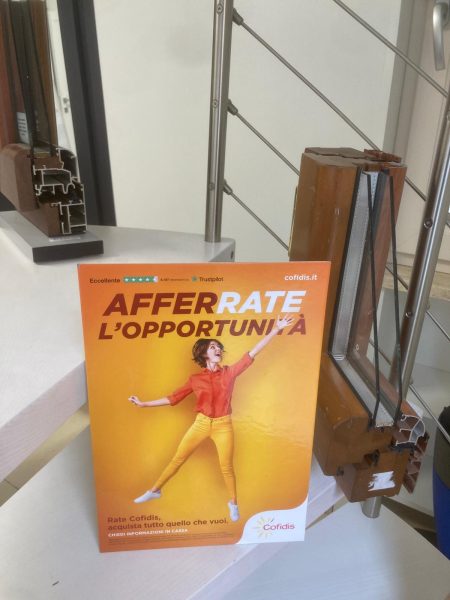 Eccellente Trustpilot
cofidis.it
AFFERRATE
L'OPPORTUNITÀ
Rate Cofidis,
acquista tutto quello che vuoi.
CHIEDI INFORMAZIONI IN CASSA
Cofidis